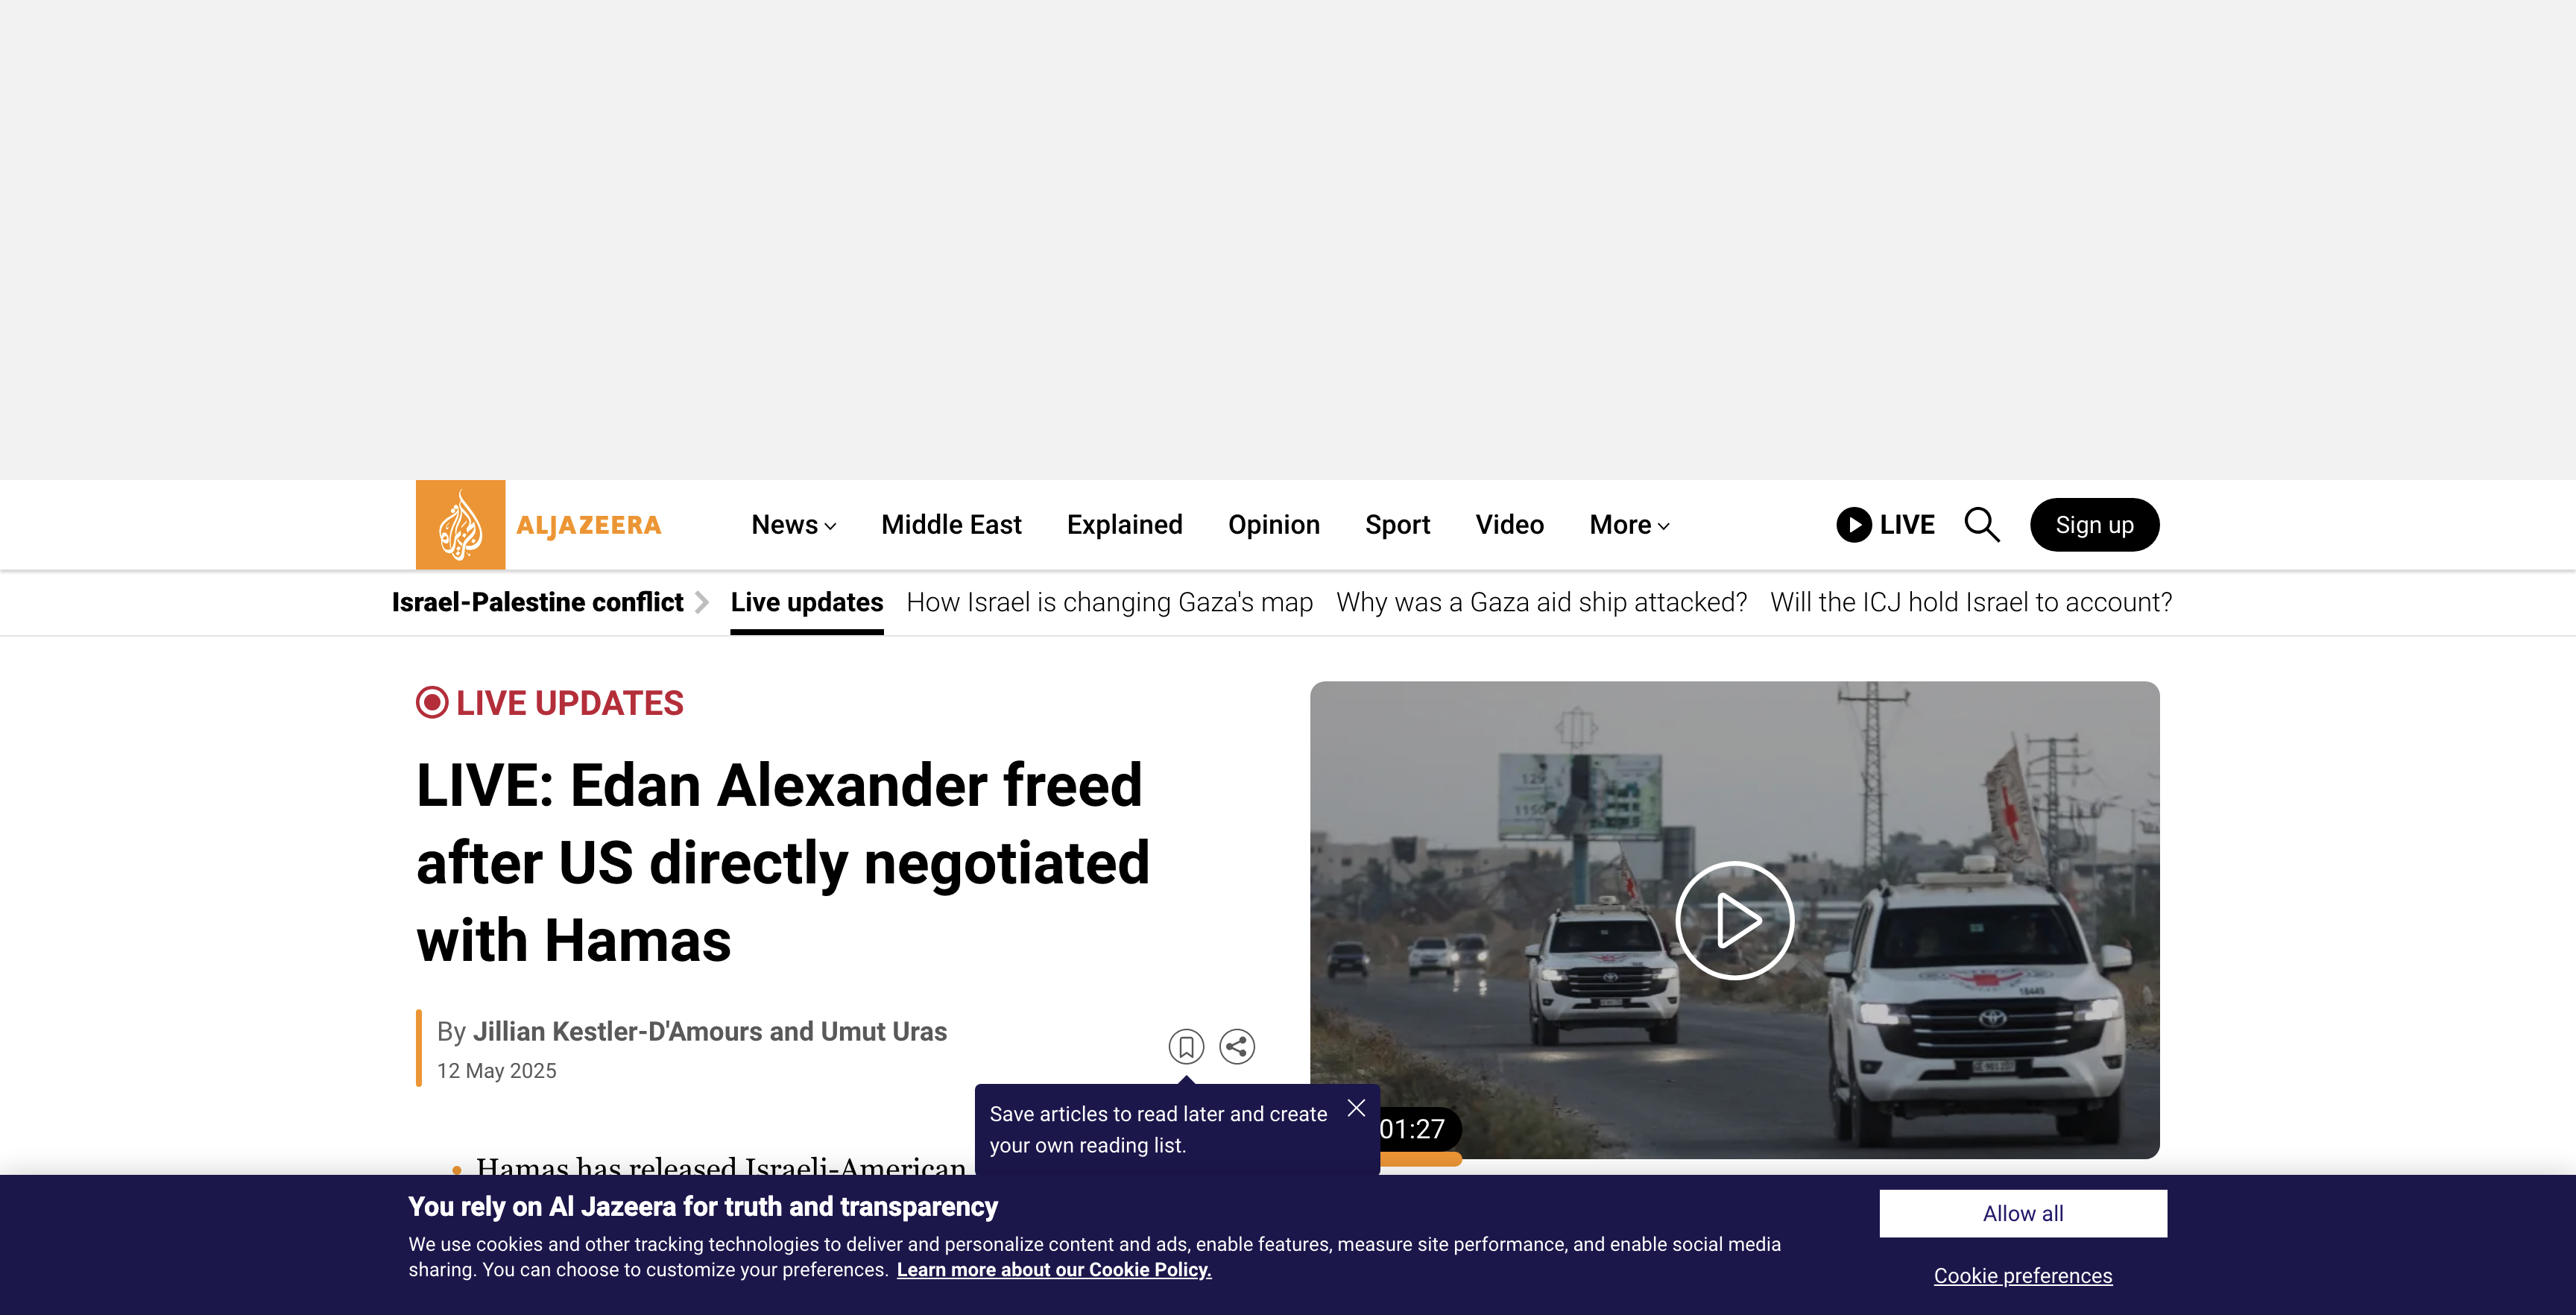 ALJAZEERA
News
Middle East
Explained
Opinion
Sport
Video
More
LIVE
Sign up
Israel-Palestine conflict
Live updates
How Israel is changing Gaza's map
Why was a Gaza aid ship attacked?
Will the ICJ hold Israel to account?
LIVE UPDATES
LIVE: Edan Alexander freed
after US directly negotiated
with Hamas
By Jillian Kestler-D'Amours and Umut Uras
12 May 2025
Save articles to read later and create
your own reading list.
01:27
Hamas has released Israeli-American
You rely on Al Jazeera for truth and transparency
We use cookies and other tracking technologies to deliver and personalize content and ads, enable features, measure site performance, and enable social media
sharing. You can choose to customize your preferences. Learn more about our Cookie Policy.
Allow all
Cookie preferences